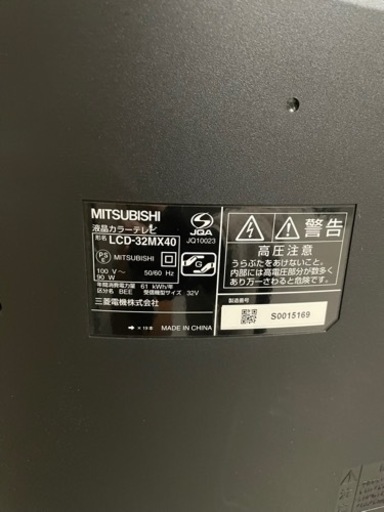 MITSUBISHI
液晶カラーテレビ
形名 LCD-32MX40
PS E MITSUBISHI
100 V～ 50/60 Hz
90 W
年間消費電力量 61 kWh/年
区分名 BEE 受信機型サイズ 32V
三菱電機株式会社
MADE IN CHINA
JQA
JQ10023
G
警告
高圧注意
うらぶたをあけないこと。
内部には高電圧部分が数多く
あり万一さわると危険です。
製造番号
S0015169